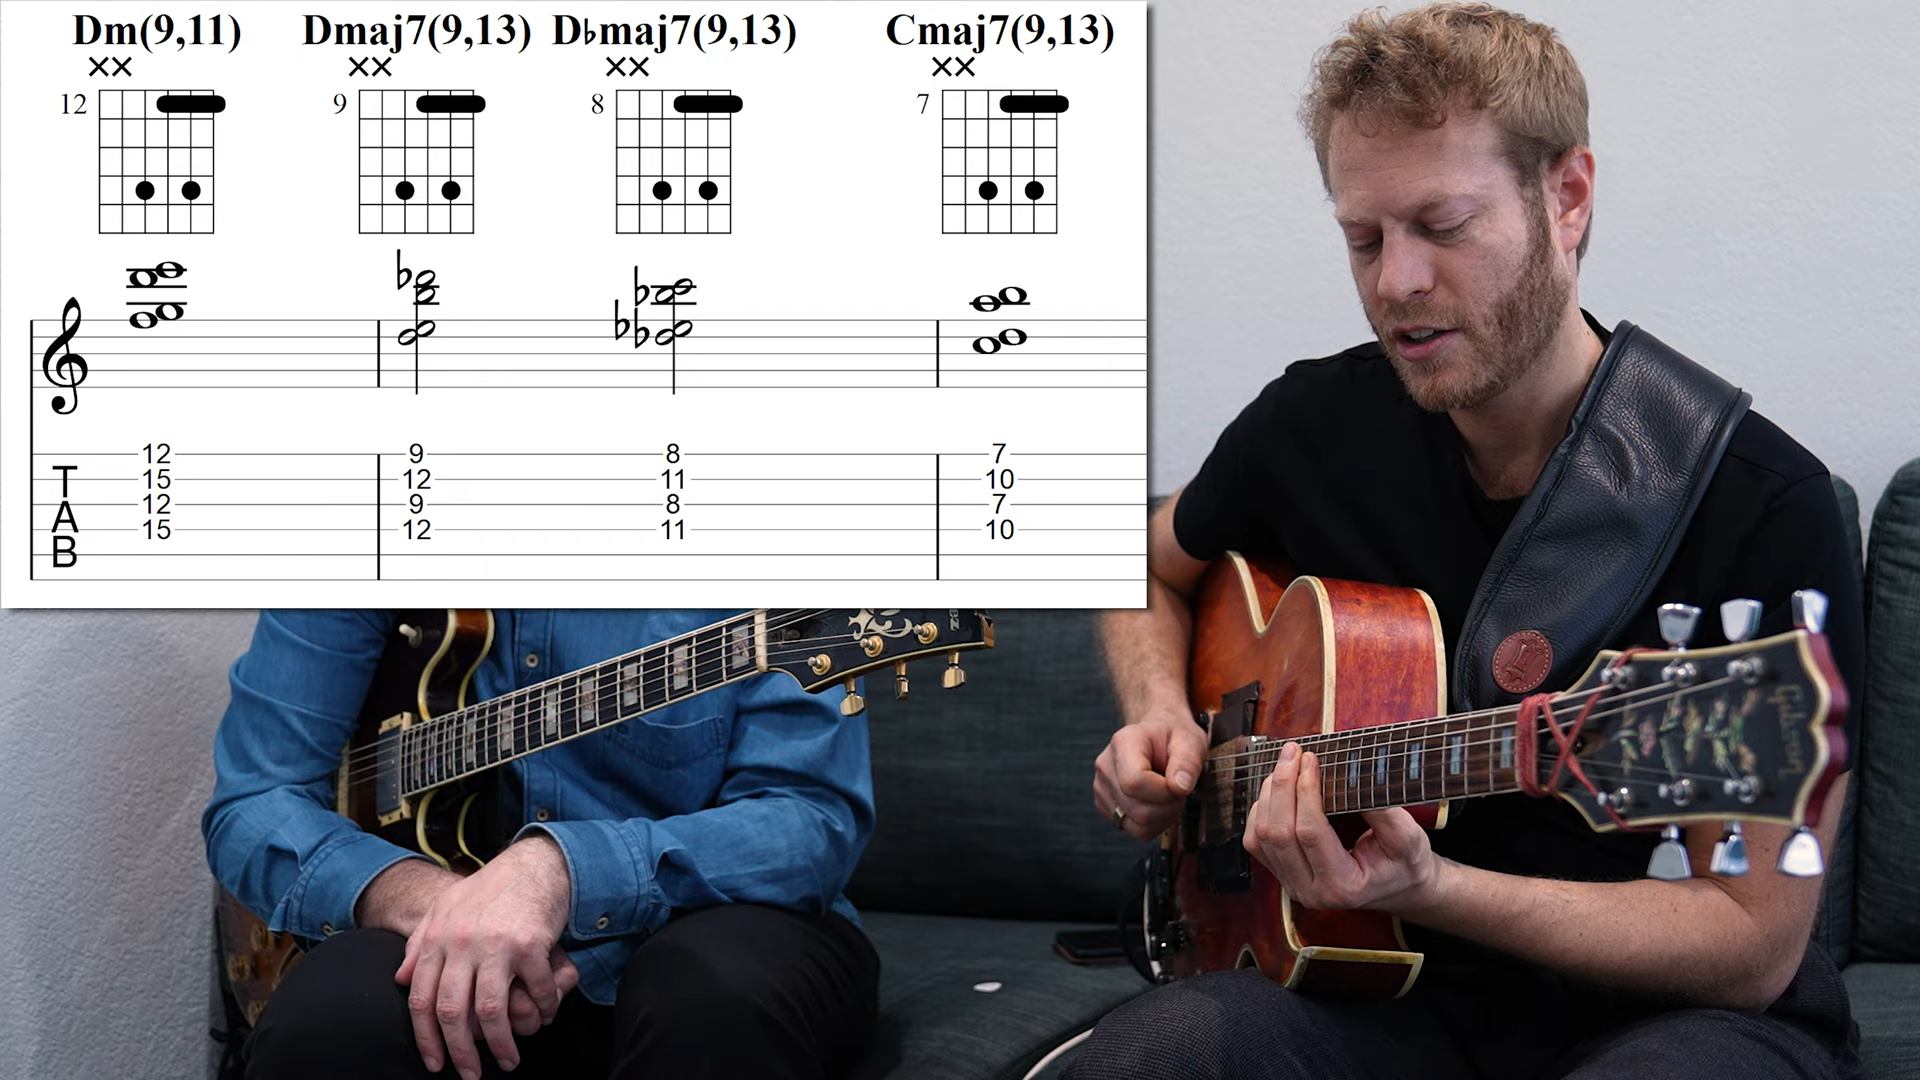 Dm(9,11) Dmaj7(9,13) D♭maj7(9,13) Cmaj7(9,13)
×× ×× ×× ××
12 9 8 7
T
A
B
12 9 8 7
15 12 11 10
12 9 8 7
15 12 11 10
Gibson